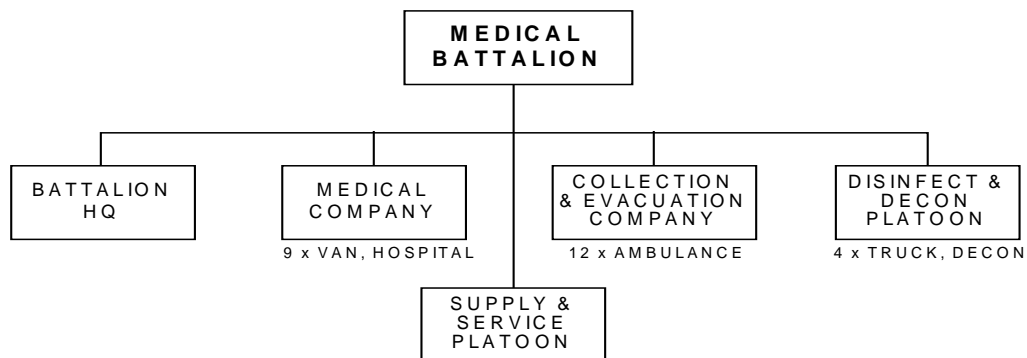 MEDICAL
BATTALION
BATTALION
HQ
MEDICAL
COMPANY
9 x VAN, HOSPITAL
COLLECTION
& EVACUATION
COMPANY
12 x AMBULANCE
DISINFECT &
DECON
PLATOON
4 x TRUCK, DECON
SUPPLY &
SERVICE
PLATOON